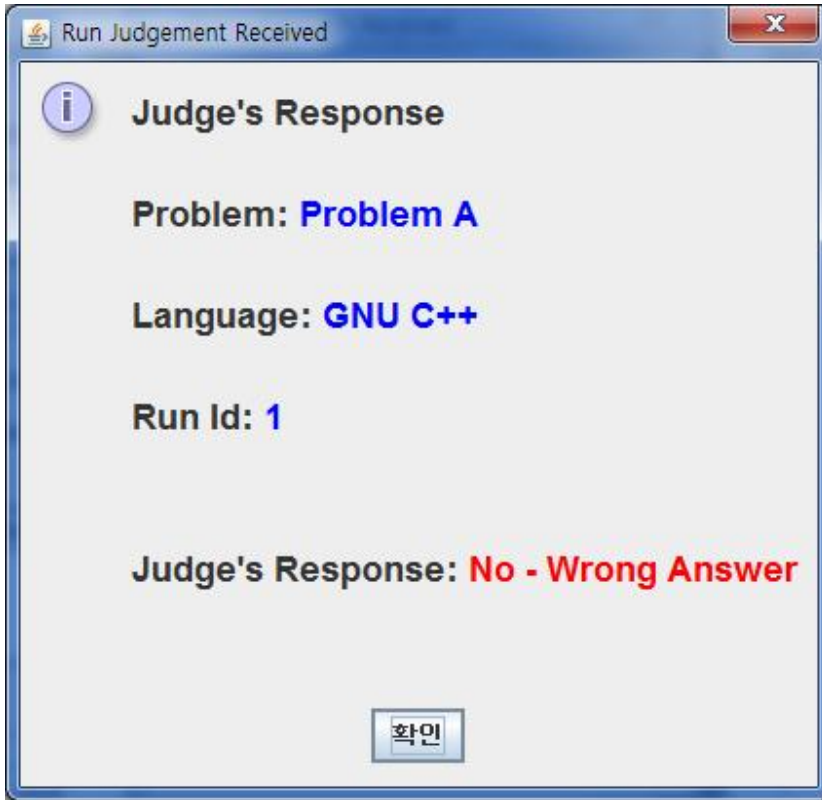 Run Judgement Received
Judge's Response
Problem: Problem A
Language: GNU C++
Run Id: 1
Judge's Response: No - Wrong Answer
확인